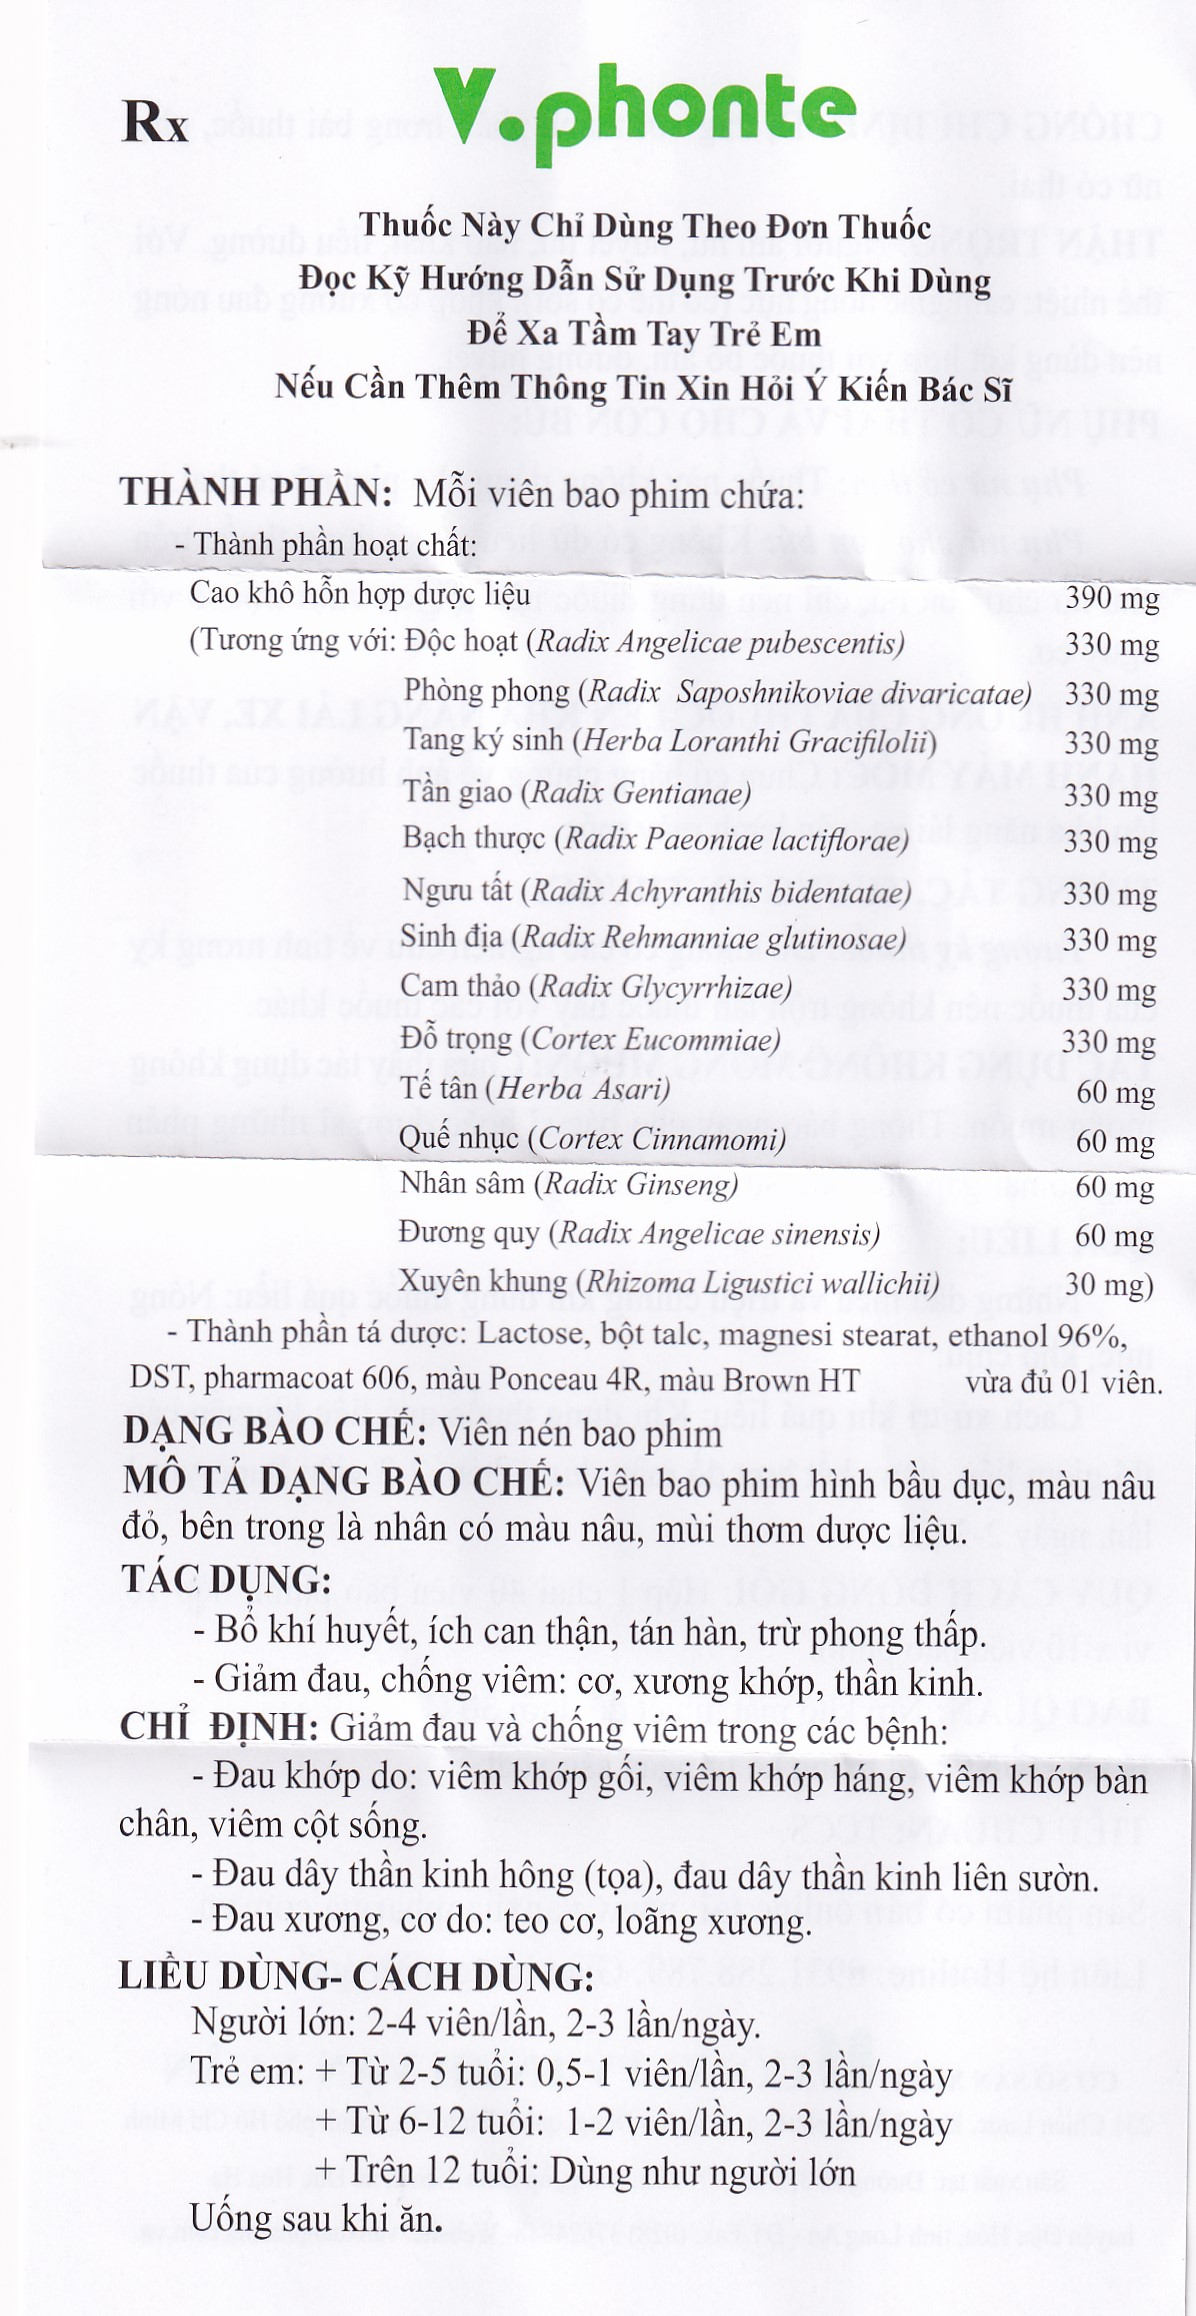 Rx
V.phonte
Thuốc Này Chỉ Dùng Theo Đơn Thuốc
Đọc Kỹ Hướng Dẫn Sử Dụng Trước Khi Dùng
Để Xa Tầm Tay Trẻ Em
Nếu Cần Thêm Thông Tin Xin Hỏi Ý Kiến Bác Sĩ
THÀNH PHẦN: Mỗi viên bao phim chứa:
- Thành phần hoạt chất:
Cao khô hỗn hợp dược liệu 390 mg
(Tương ứng với: Độc hoạt (Radix Angelicae pubescentis) 330 mg
Phòng phong (Radix Saposhnikoviae divaricatae) 330 mg
Tang ký sinh (Herba Loranthi Gracifilolii) 330 mg
Tần giao (Radix Gentianae) 330 mg
Bạch thược (Radix Paeoniae lactiflorae) 330 mg
Ngưu tất (Radix Achyranthis bidentatae) 330 mg
Sinh địa (Radix Rehmanniae glutinosae) 330 mg
Cam thảo (Radix Glycyrrhizae) 330 mg
Đỗ trọng (Cortex Eucommiae) 330 mg
Tế tân (Herba Asari) 60 mg
Quế nhục (Cortex Cinnamomi) 60 mg
Nhân sâm (Radix Ginseng) 60 mg
Đương quy (Radix Angelicae sinensis) 60 mg
Xuyên khung (Rhizoma Ligustici wallichii) 30 mg)
- Thành phần tá dược: Lactose, bột talc, magnesi stearat, ethanol 96%,
DST, pharmacoat 606, màu Ponceau 4R, màu Brown HT vừa đủ 01 viên.
DẠNG BÀO CHẾ: Viên nén bao phim
MÔ TẢ DẠNG BÀO CHẾ: Viên bao phim hình bầu dục, màu nâu
đỏ, bên trong là nhân có màu nâu, mùi thơm dược liệu.
TÁC DỤNG:
- Bổ khí huyết, ích can thận, tán hàn, trừ phong thấp.
- Giảm đau, chống viêm: cơ, xương khớp, thần kinh.
CHỈ ĐỊNH: Giảm đau và chống viêm trong các bệnh:
- Đau khớp do: viêm khớp gối, viêm khớp háng, viêm khớp bàn
chân, viêm cột sống.
- Đau dây thần kinh hông (tọa), đau dây thần kinh liên sườn.
- Đau xương, cơ do: teo cơ, loãng xương.
LIỀU DÙNG- CÁCH DÙNG:
Người lớn: 2-4 viên/lần, 2-3 lần/ngày.
Trẻ em: + Từ 2-5 tuổi: 0,5-1 viên/lần, 2-3 lần/ngày
+ Từ 6-12 tuổi: 1-2 viên/lần, 2-3 lần/ngày
+ Trên 12 tuổi: Dùng như người lớn
Uống sau khi ăn.